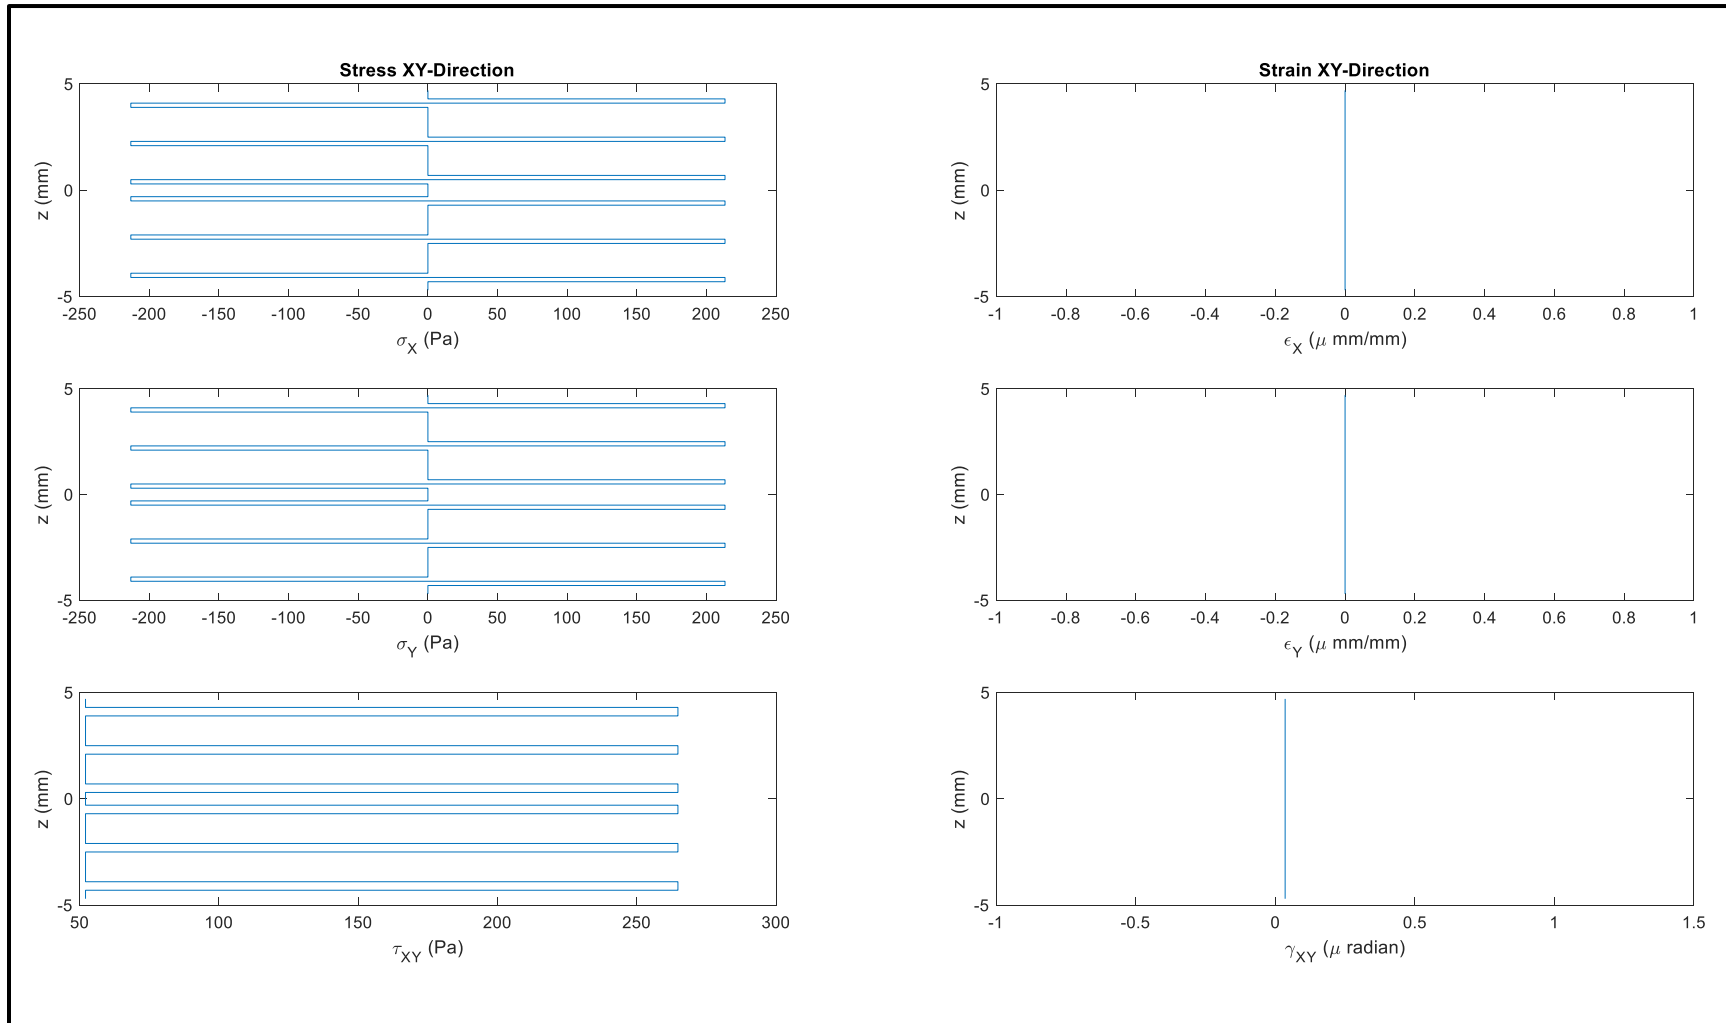 Stress XY-Direction
5
0
-5
z (mm)
-250 -200 -150 -100 -50 0 50 100 150 200 250
σX (Pa)
Strain XY-Direction
5
0
-5
z (mm)
-1 -0.8 -0.6 -0.4 -0.2 0 0.2 0.4 0.6 0.8 1
ϵX (μ mm/mm)
5
0
-5
z (mm)
-250 -200 -150 -100 -50 0 50 100 150 200 250
σY (Pa)
5
0
-5
z (mm)
-1 -0.8 -0.6 -0.4 -0.2 0 0.2 0.4 0.6 0.8 1
ϵY (μ mm/mm)
5
0
-5
z (mm)
50 100 150 200 250 300
τXY (Pa)
5
0
-5
z (mm)
-1 -0.5 0 0.5 1 1.5
γXY (μ radian)